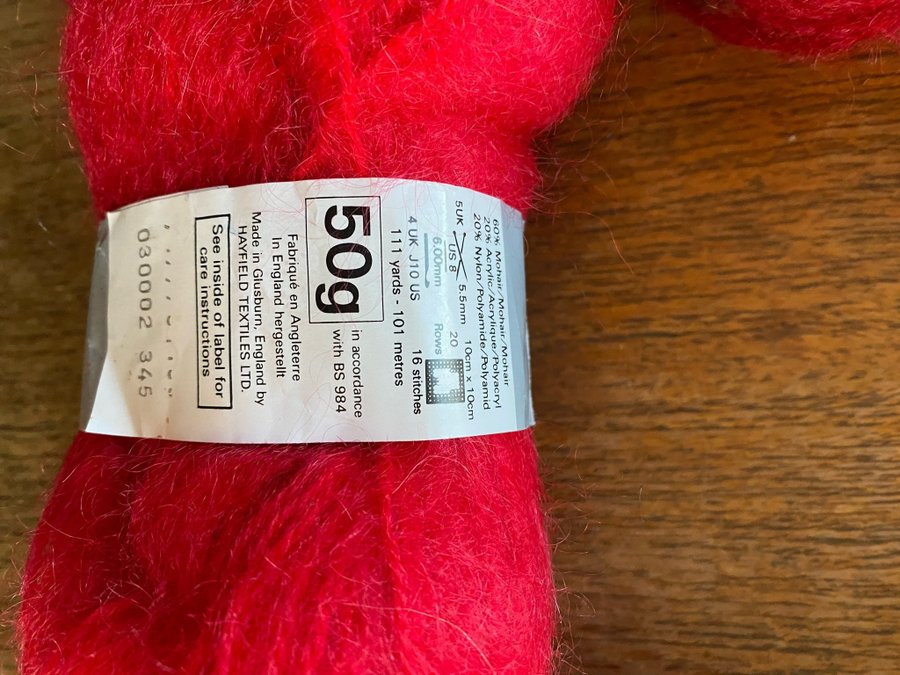 60% Mohair/Mohair/Mohair
20% Acrylic/Acrylique/Polyacryl
20% Nylon/Polyamide/Polyamid
5UK US 8 5.5mm
10cm x 10cm
20
6.00mm
Rows
4 UK J10 US
16 stitches
111 yards - 101 metres
50g
in accordance
with BS 984
Fabriqué en Angleterre
In England hergestellt
Made in Glusburn, England by
HAYFIELD TEXTILES LTD.
See inside of label for
care instructions
030002 345